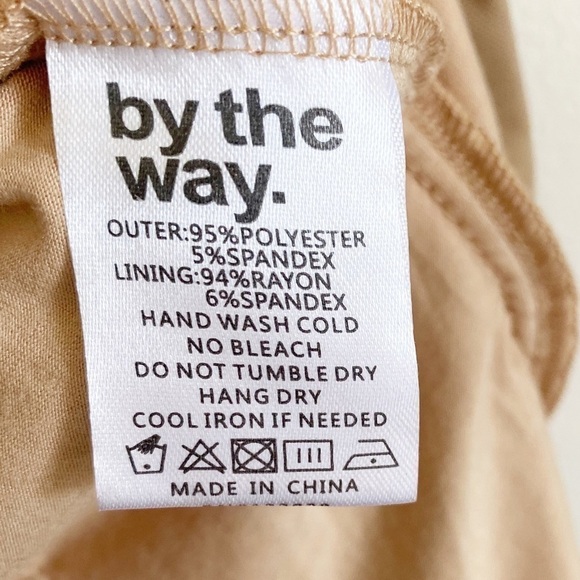 by the
way.
OUTER:95%POLYESTER
5%SPANDEX
LINING:94%RAYON
6%SPANDEX
HAND WASH COLD
NO BLEACH
DO NOT TUMBLE DRY
HANG DRY
COOL IRON IF NEEDED
MADE IN CHINA